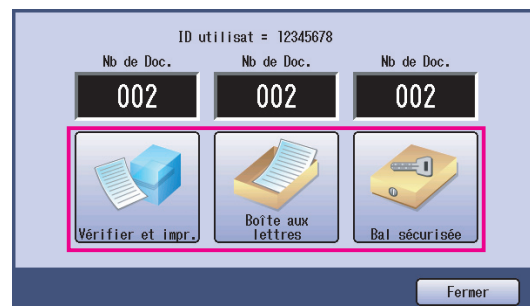 ID utilisat = 12345678
Nb de Doc. Nb de Doc. Nb de Doc.
002 002 002
Vérifier et impr.
Boîte aux
lettres
Bal sécurisée
Fermer